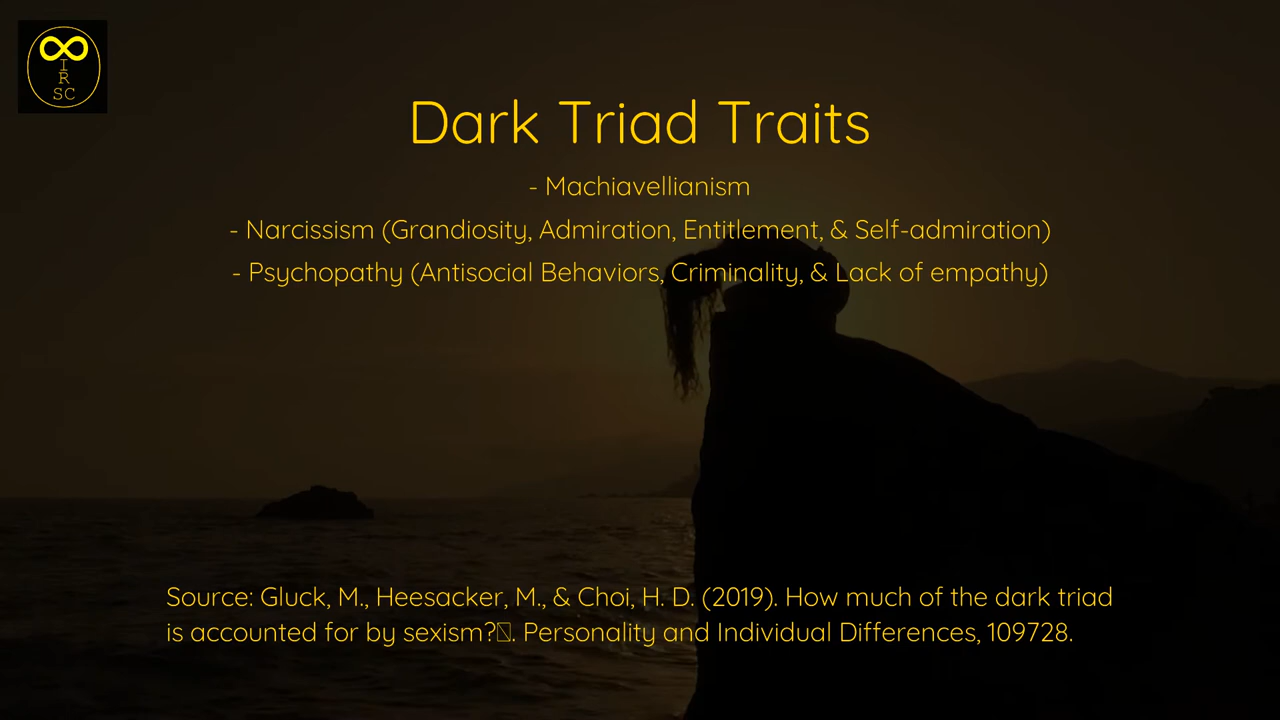 ∞
I
R
SC
Dark Triad Traits
- Machiavellianism
- Narcissism (Grandiosity, Admiration, Entitlement, & Self-admiration)
- Psychopathy (Antisocial Behaviors, Criminality, & Lack of empathy)
Source: Gluck, M., Heesacker, M., & Choi, H. D. (2019). How much of the dark triad
is accounted for by sexism?. Personality and Individual Differences, 109728.